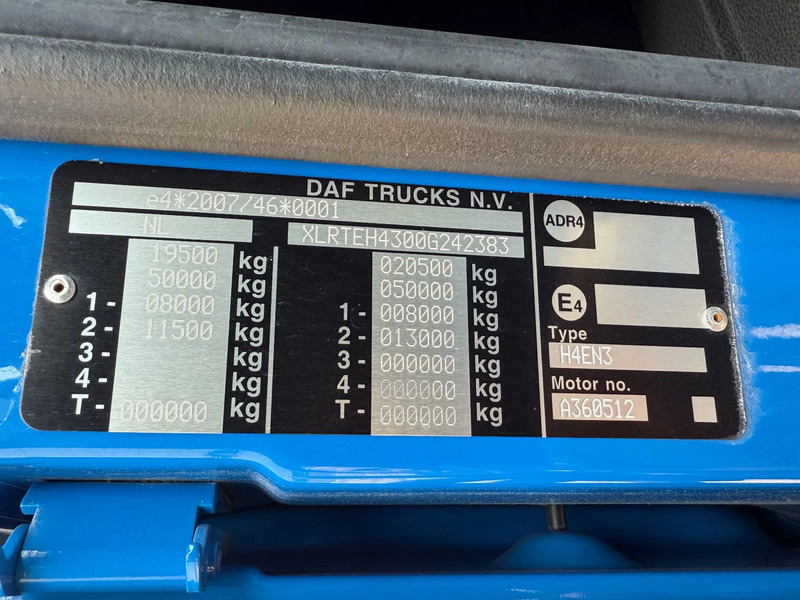 DAF TRUCKS N.V.
e4*2007/46*0001
NL
XLRTEH4300G242383
19500 kg
50000 kg
1- 08000 kg
2- 11500 kg
3- kg
4- kg
T- 000000 kg
020500 kg
050000 kg
1- 008000 kg
2- 013000 kg
3- 000000 kg
4- 000000 kg
T- 000000 kg
ADR4
E4
Type
H4EN3
Motor no.
A360512